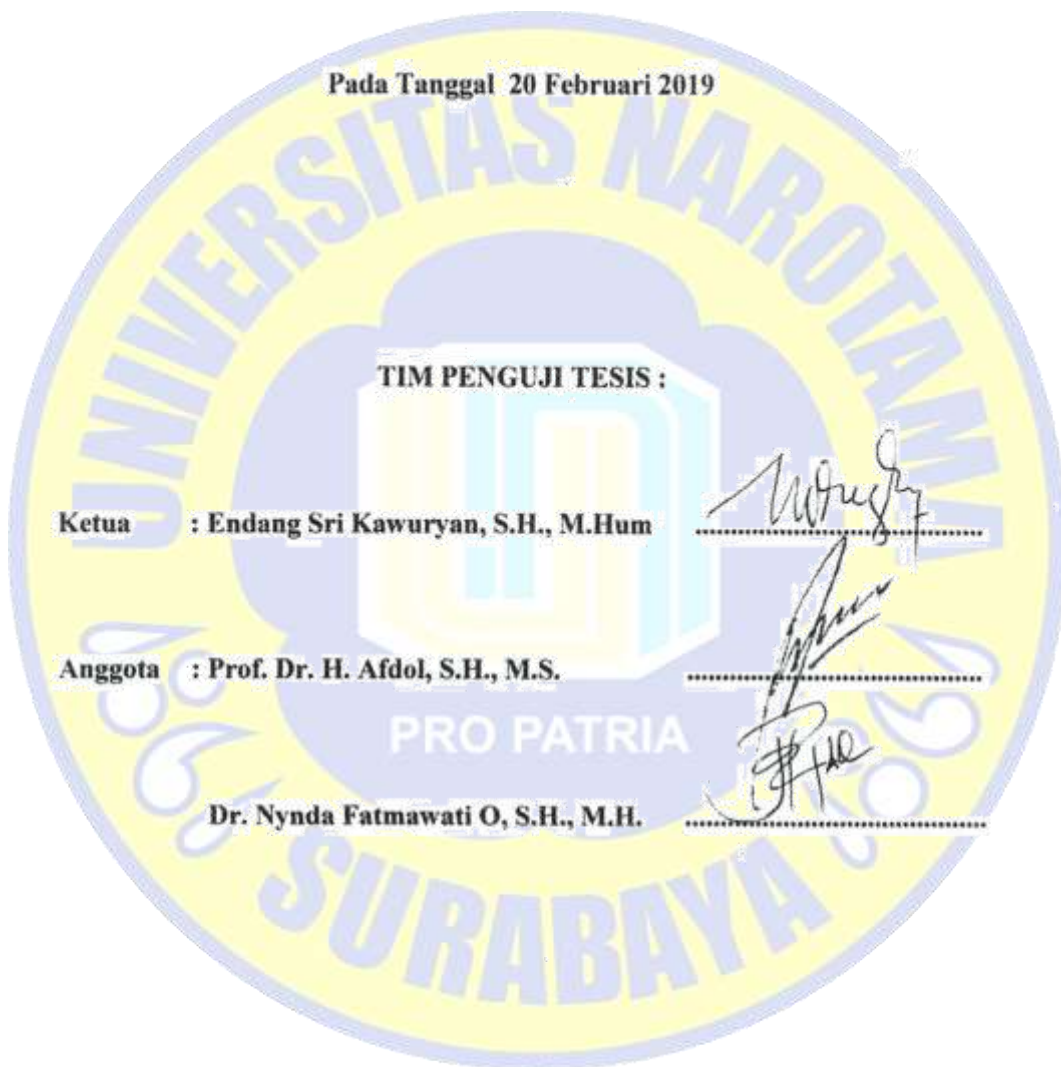 Pada Tanggal 20 Februari 2019
UNIVERSITAS NAROTAMA
TIM PENGUJI TESIS :
Ketua : Endang Sri Kawuryan, S.H., M.Hum
Anggota : Prof. Dr. H. Afdol, S.H., M.S.
PRO PATRIA
Dr. Nynda Fatmawati O, S.H., M.H.
SURABAYA